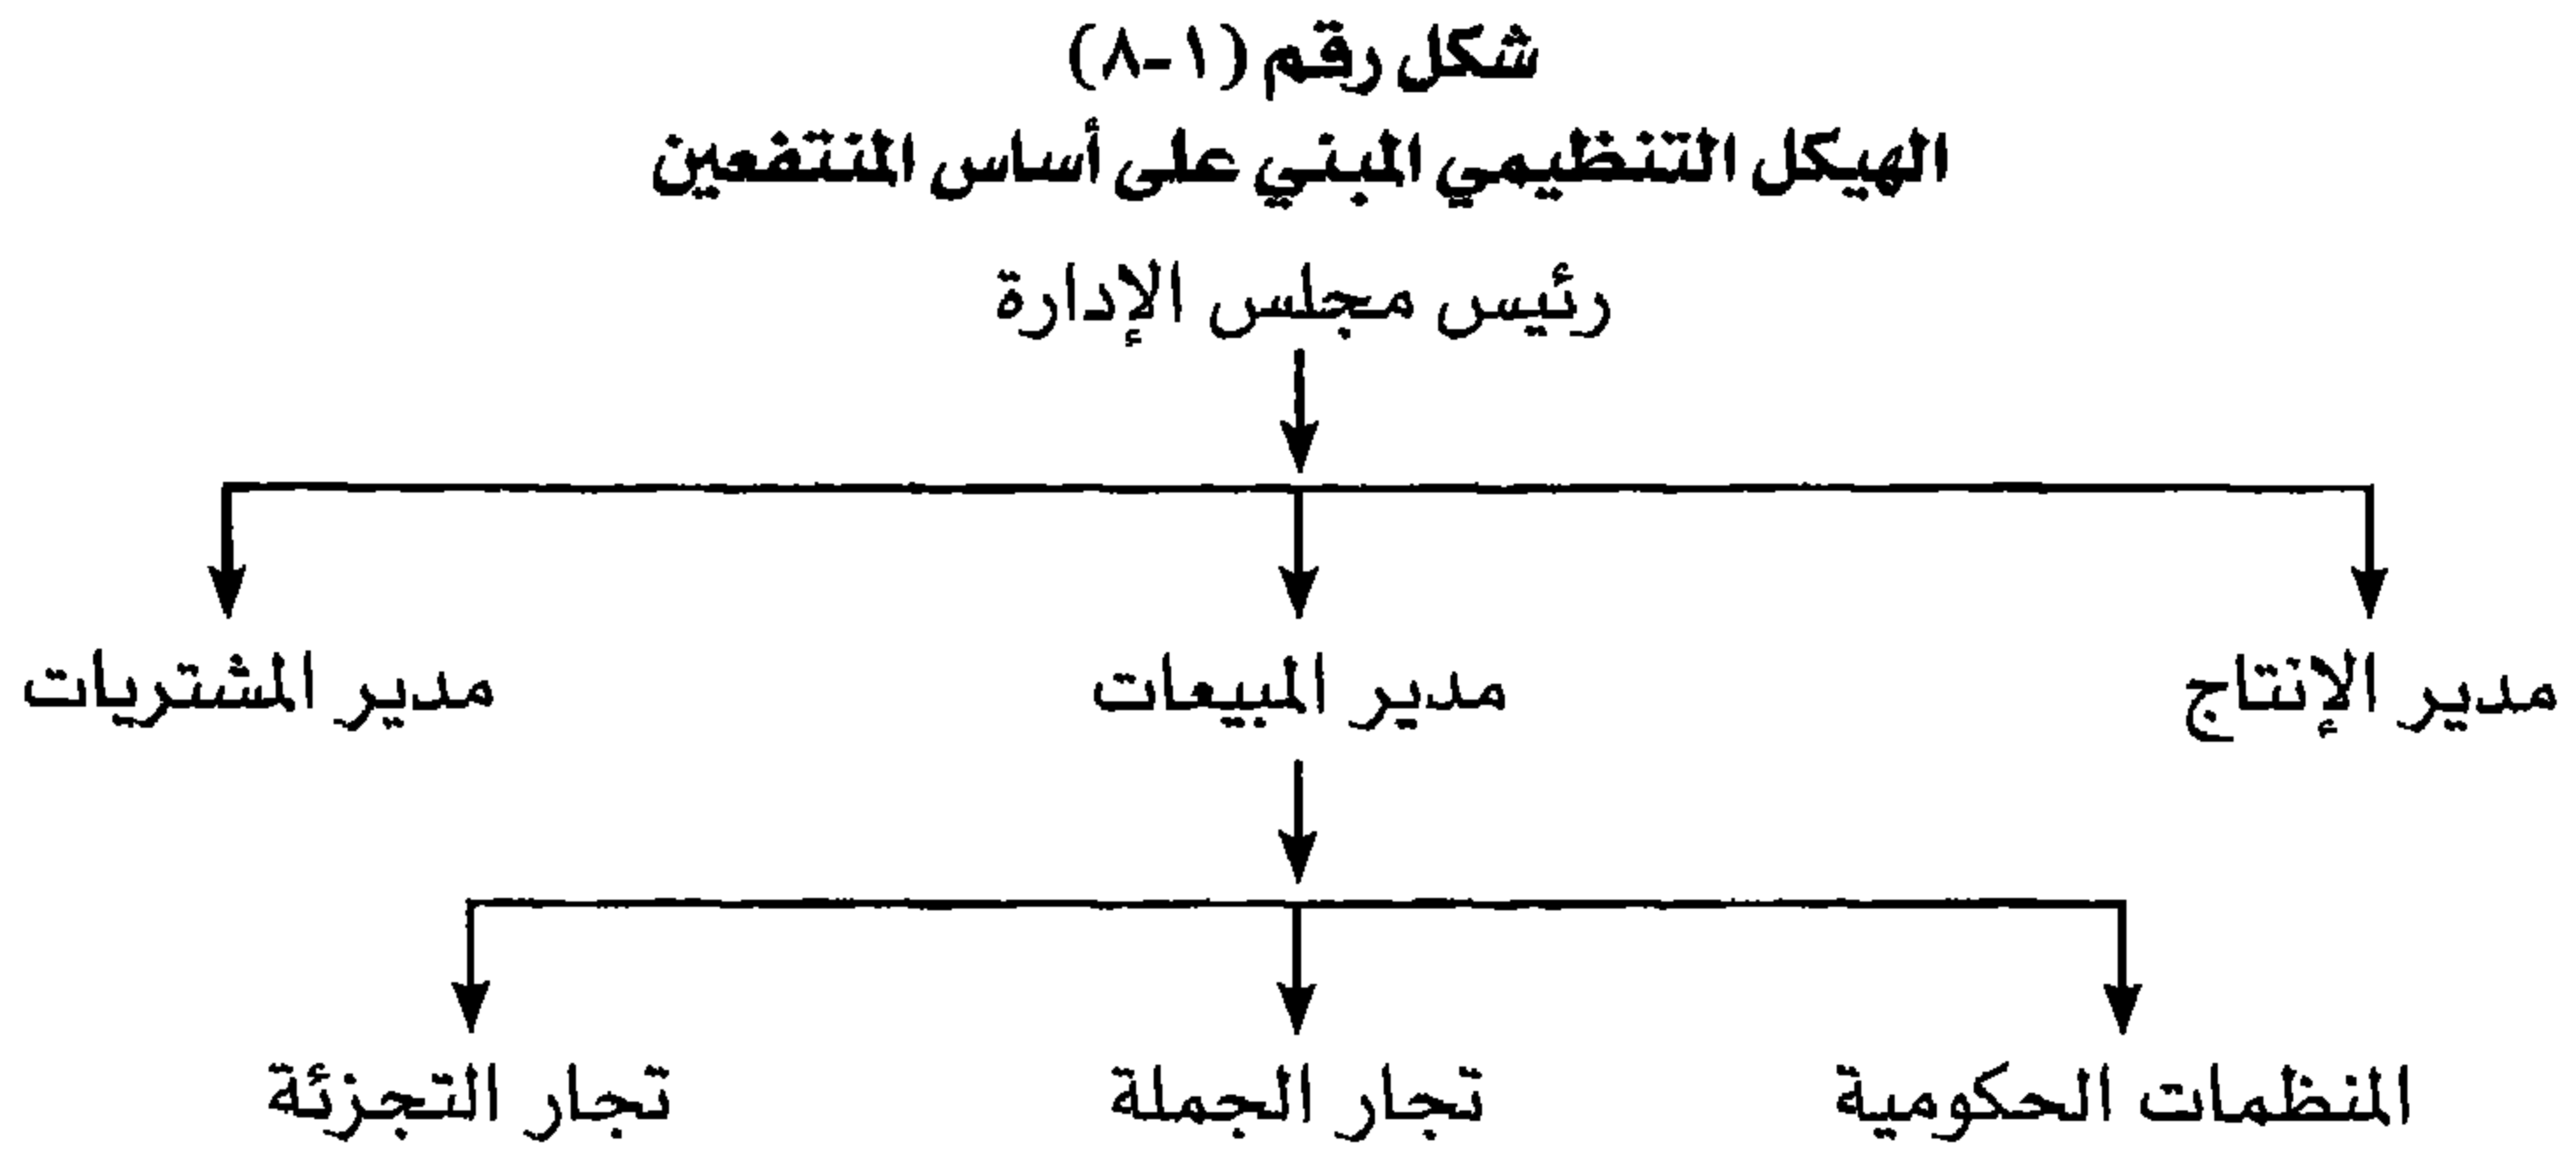 شكل رقم (١-٨)
الهيكل التنظيمي المبني على أساس المنتفعين
رئيس مجلس الإدارة
مدير الإنتاج مدير المبيعات مدير المشتريات
المنظمات الحكومية تجار الجملة تجار التجزئة